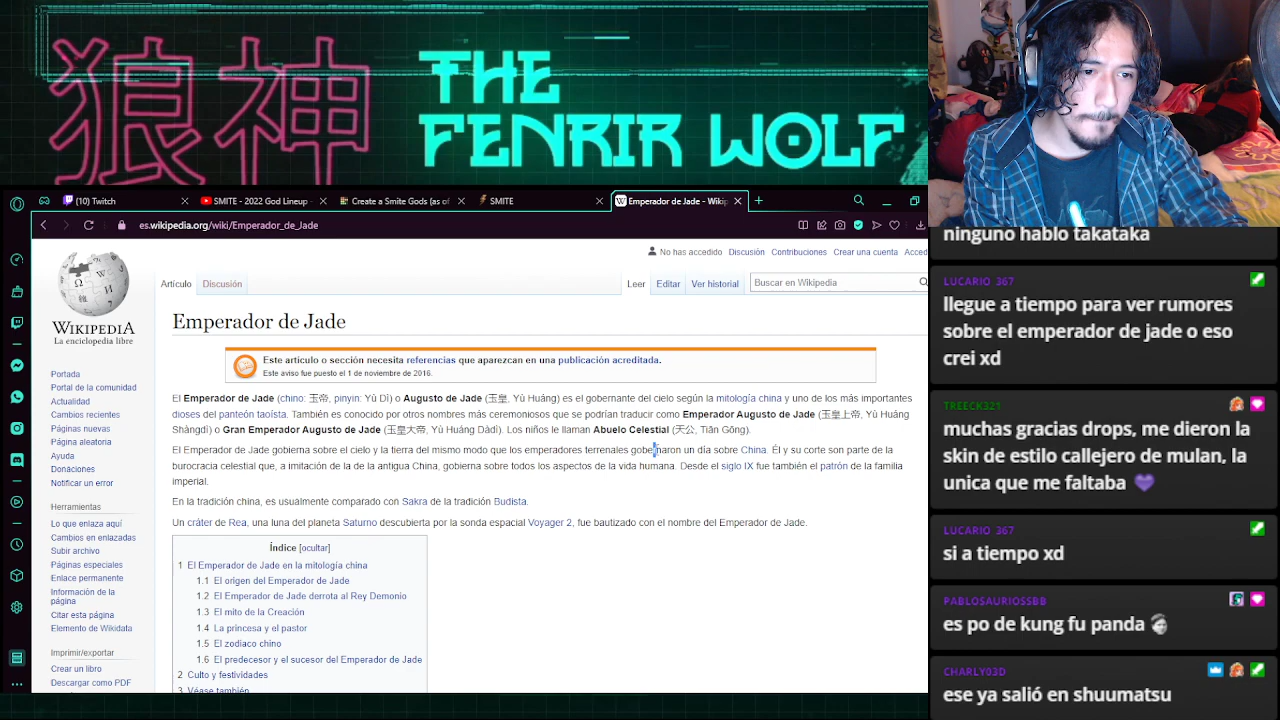 狼神
THE
FENRIR WOLF
(10) Twitch
SMITE - 2022 God Lineup
Create a Smite Gods (as of
SMITE
Emperador de Jade - Wikip
es.wikipedia.org/wiki/Emperador_de_Jade
No has accedido Discusión Contribuciones Crear una cuenta Acced
WIKIPEDIA
La enciclopedia libre
Artículo Discusión Leer Editar Ver historial Buscar en Wikipedia
Emperador de Jade
Este artículo o sección necesita referencias que aparezcan en una publicación acreditada.
Este aviso fue puesto el 1 de noviembre de 2016.
El Emperador de Jade (chino: 玉帝, pinyin: Yù Dì) o Augusto de Jade (玉皇, Yù Huáng) es el gobernante del cielo según la mitología china y uno de los más importantes
dioses del panteón taoísta. También es conocido por otros nombres más ceremoniosos que se podrían traducir como Emperador Augusto de Jade (玉皇上帝, Yù Huáng
Shàngdì) o Gran Emperador Augusto de Jade (玉皇大帝, Yù Huáng Dàdì). Los niños le llaman Abuelo Celestial (天公, Tiān Gōng).
El Emperador de Jade gobierna sobre el cielo y la tierra del mismo modo que los emperadores terrenales gobernaron un día sobre China. Él y su corte son parte de la
burocracia celestial que, a imitación de la de la antigua China, gobierna sobre todos los aspectos de la vida humana. Desde el siglo IX fue también el patrón de la familia
imperial.
En la tradición china, es usualmente comparado con Sakra de la tradición Budista.
Un cráter de Rea, una luna del planeta Saturno descubierta por la sonda espacial Voyager 2, fue bautizado con el nombre del Emperador de Jade.
Índice [ocultar]
1 El Emperador de Jade en la mitología china
1.1 El origen del Emperador de Jade
1.2 El Emperador de Jade derrota al Rey Demonio
1.3 El mito de la Creación
1.4 La princesa y el pastor
1.5 El zodiaco chino
1.6 El predecesor y el sucesor del Emperador de Jade
2 Culto y festividades
3 Véase también
Portada
Portal de la comunidad
Actualidad
Cambios recientes
Páginas nuevas
Página aleatoria
Ayuda
Donaciones
Notificar un error
Herramientas
Lo que enlaza aquí
Cambios en enlazadas
Subir archivo
Páginas especiales
Enlace permanente
Información de la
página
Citar esta página
Elemento de Wikidata
Imprimir/exportar
Crear un libro
Descargar como PDF
ninguno hablo takataka
LUCARIO_367
llegue a tiempo para ver rumores
sobre el emperador de jade o eso
crei xd
TREECK321
muchas gracias drops, me dieron la
skin de estilo callejero de mulan, la
unica que me faltaba
LUCARIO_367
si a tiempo xd
PABLOSAURIOSSBB
es po de kung fu panda
CHARLY03D
ese ya salió en shuumatsu